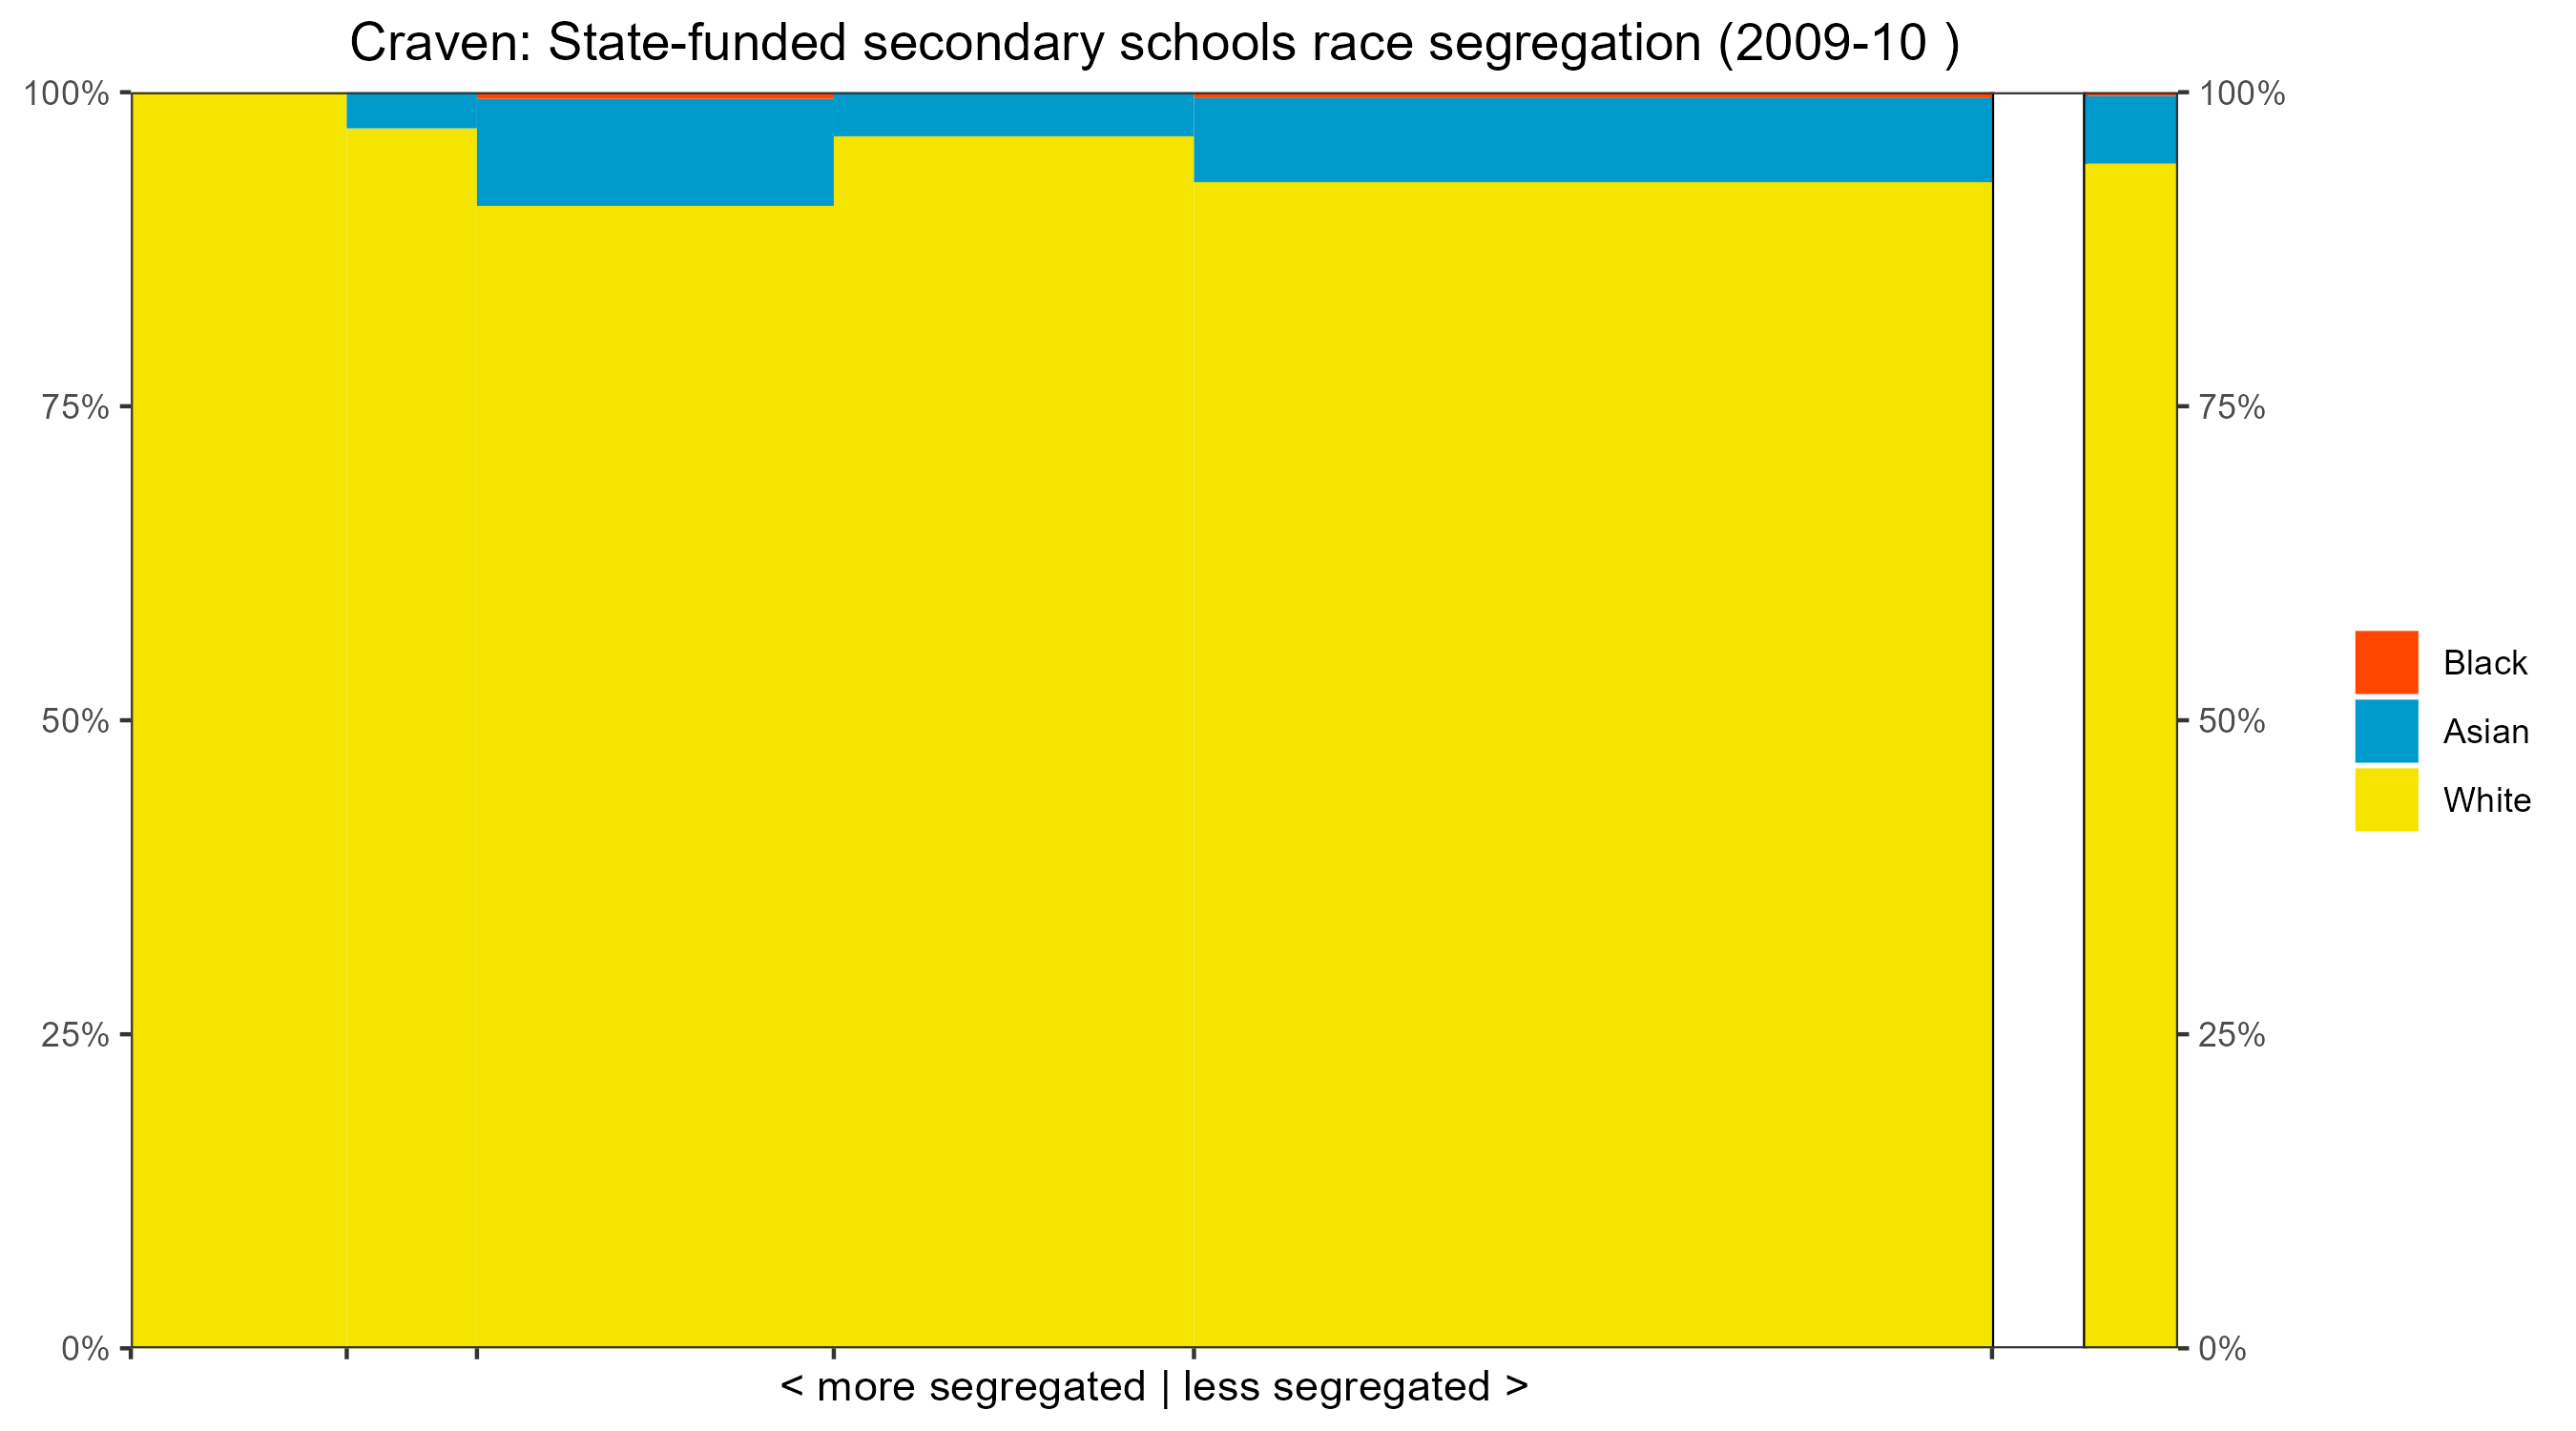 Craven: State-funded secondary schools race segregation (2009-10 )
100%
75%
50%
25%
0%
100%
75%
50%
25%
0%
Black
Asian
White
< more segregated | less segregated >